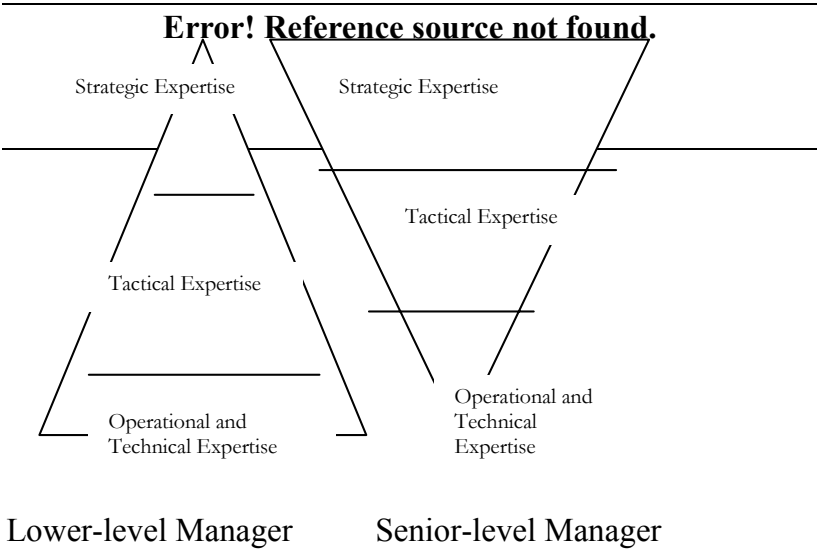 Error! Reference source not found.
Strategic Expertise
Strategic Expertise
Tactical Expertise
Tactical Expertise
Operational and
Technical Expertise
Operational and
Technical
Expertise
Lower-level Manager
Senior-level Manager